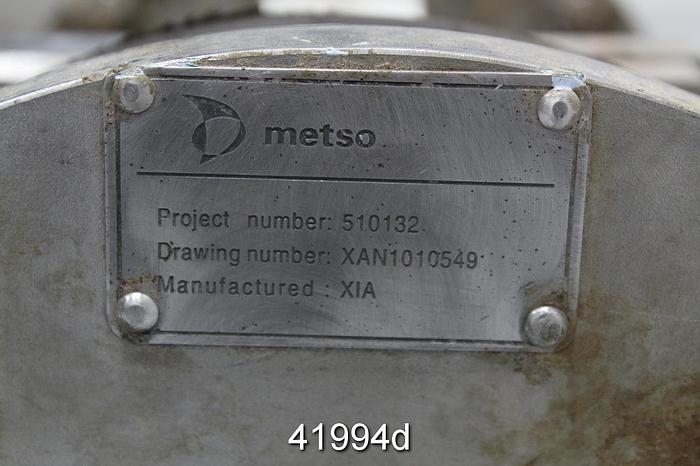 metso
Project number: 510132
Drawing number: XAN1010549
Manufactured : XIA
41994d